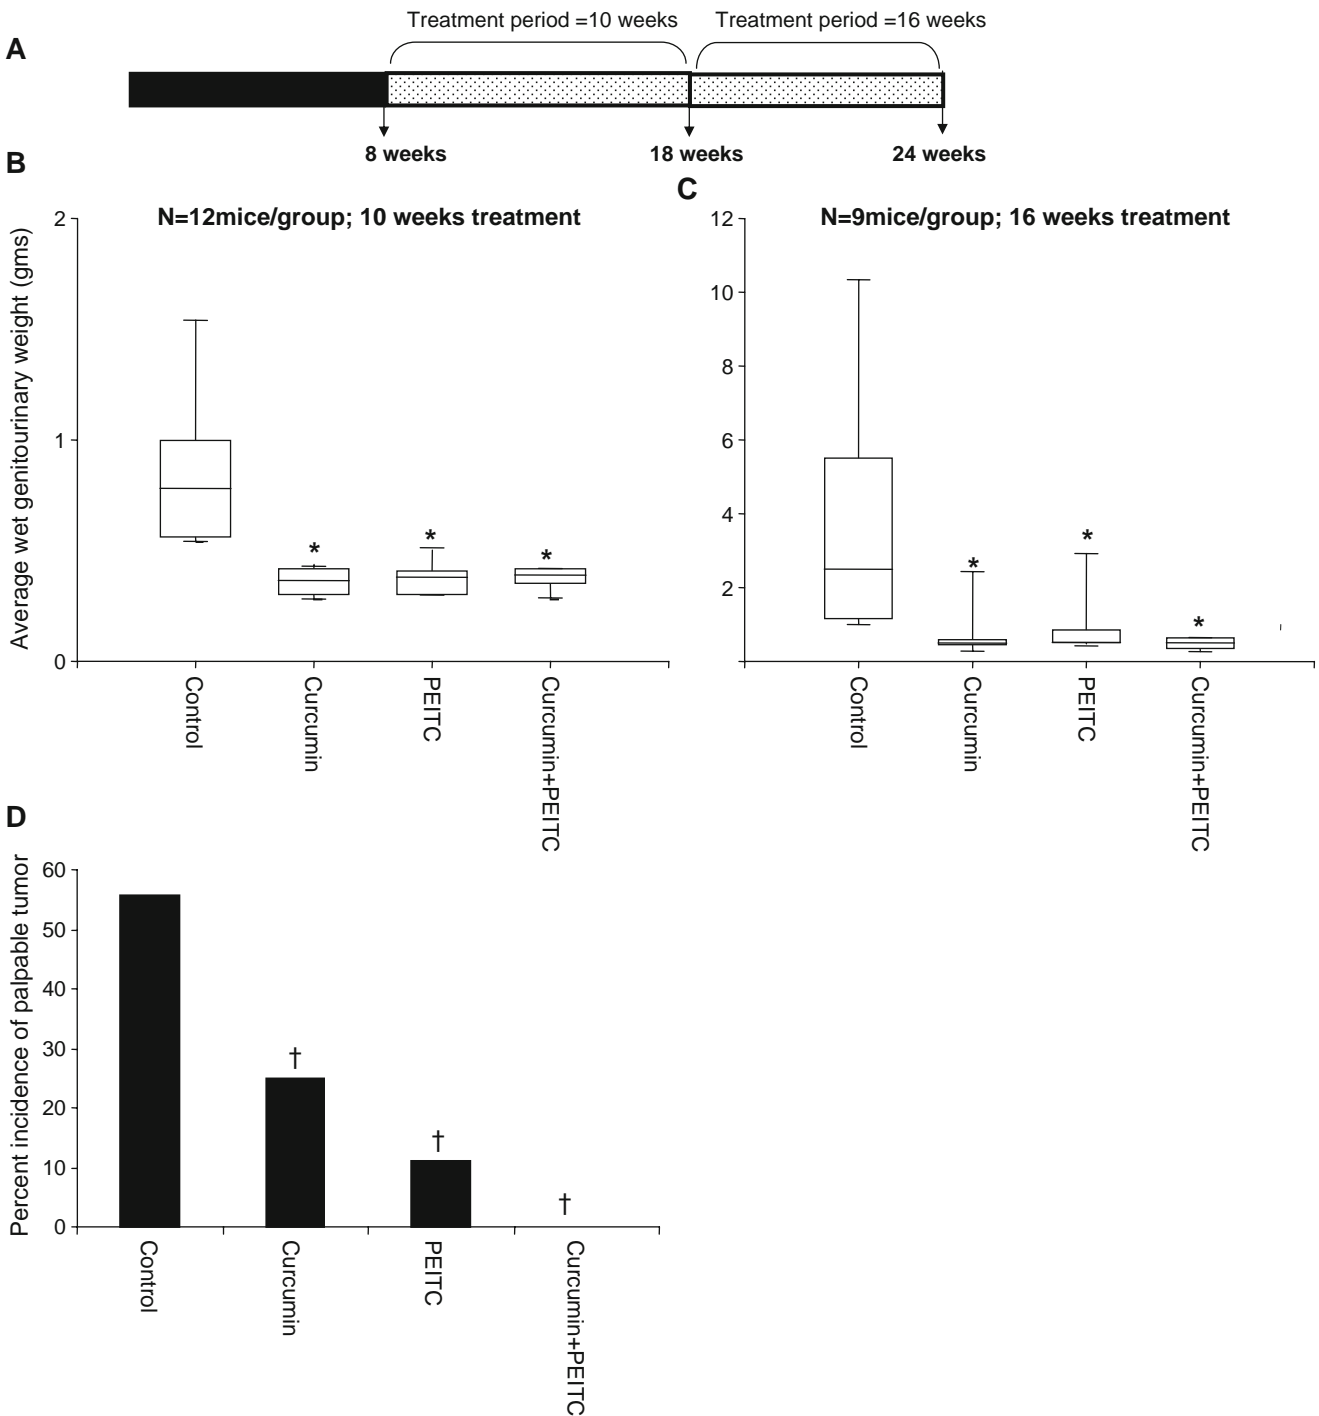 A
Treatment period =10 weeks
Treatment period =16 weeks
8 weeks
18 weeks
24 weeks
B
N=12mice/group; 10 weeks treatment
Average wet genitourinary weight (gms)
2
1
0
*
*
*
Control
Curcumin
PEITC
Curcumin+PEITC
C
N=9mice/group; 16 weeks treatment
12
10
8
6
4
2
*
*
*
Control
Curcumin
PEITC
Curcumin+PEITC
D
Percent incidence of palpable tumor
60
50
40
30
20
10
0
†
†
†
Control
Curcumin
PEITC
Curcumin+PEITC